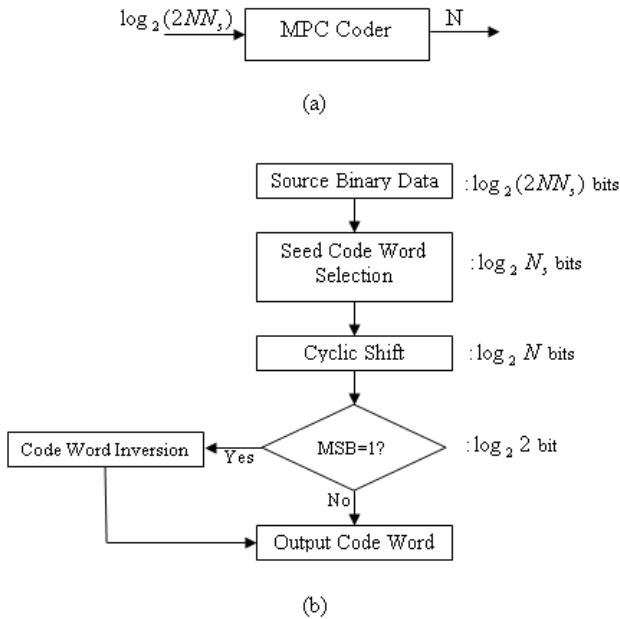 log₂(2NNₛ)
MPC Coder
N
(a)
Source Binary Data
:log₂(2NNₛ) bits
Seed Code Word
Selection
:log₂ Nₛ bits
Cyclic Shift
:log₂ N bits
MSB=1?
:log₂ 2 bit
Code Word Inversion
Yes
No
Output Code Word
(b)